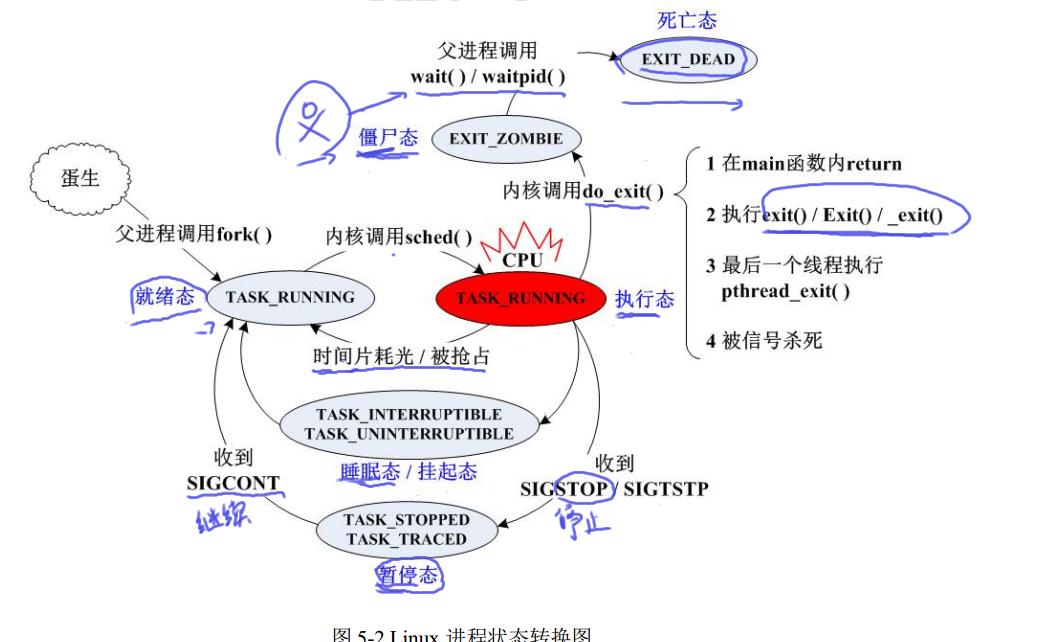 死亡态
父进程调用
wait( ) / waitpid( )
EXIT_DEAD
父
僵尸态
EXIT_ZOMBIE
蛋生
内核调用do_exit( )
1 在main函数内return
2 执行exit() / Exit() / _exit()
3 最后一个线程执行
pthread_exit( )
4 被信号杀死
父进程调用fork( )
内核调用sched( )
CPU
就绪态
TASK_RUNNING
TASK_RUNNING
执行态
时间片耗光 / 被抢占
TASK_INTERRUPTIBLE
TASK_UNINTERRUPTIBLE
睡眠态 / 挂起态
收到
SIGCONT
继续
收到
SIGSTOP / SIGTSTP
停止
TASK_STOPPED
TASK_TRACED
暂停态
图 5-2 Linux 进程状态转换图